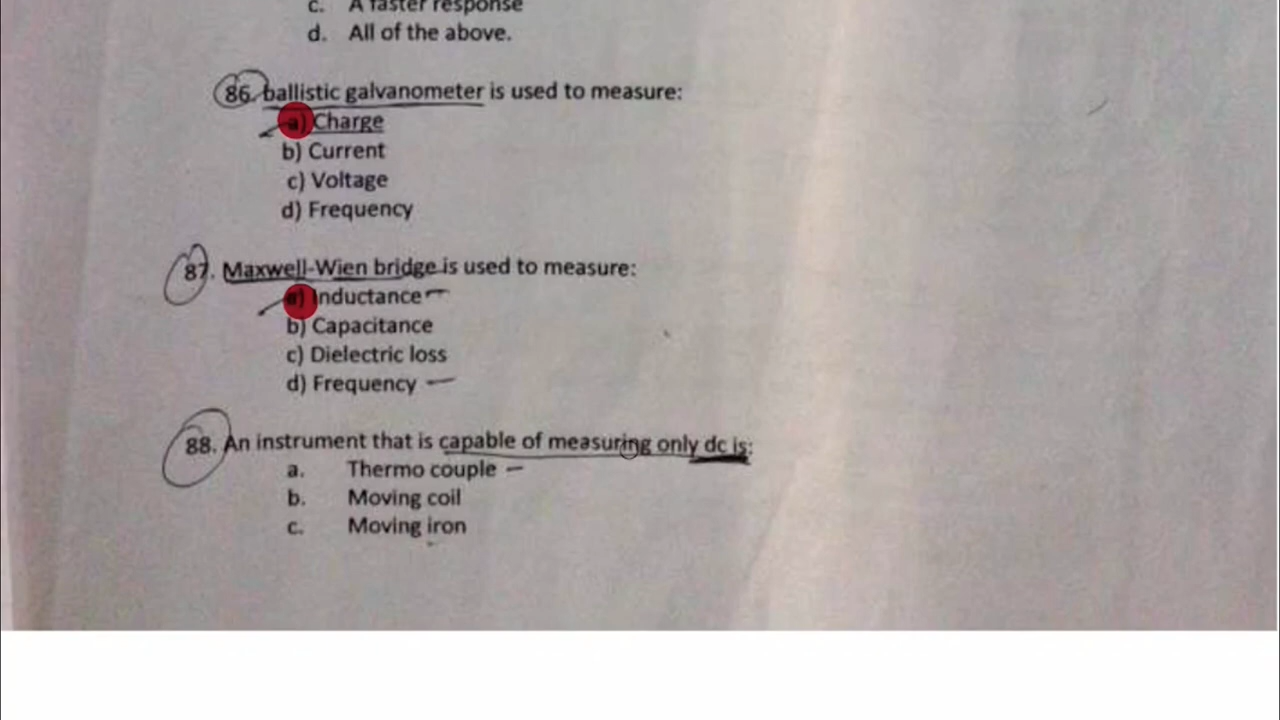 c. A faster response
d. All of the above.
86. ballistic galvanometer is used to measure:
a) Charge
b) Current
c) Voltage
d) Frequency
87. Maxwell-Wien bridge is used to measure:
a) Inductance
b) Capacitance
c) Dielectric loss
d) Frequency
88. An instrument that is capable of measuring only dc is:
a. Thermo couple
b. Moving coil
c. Moving iron